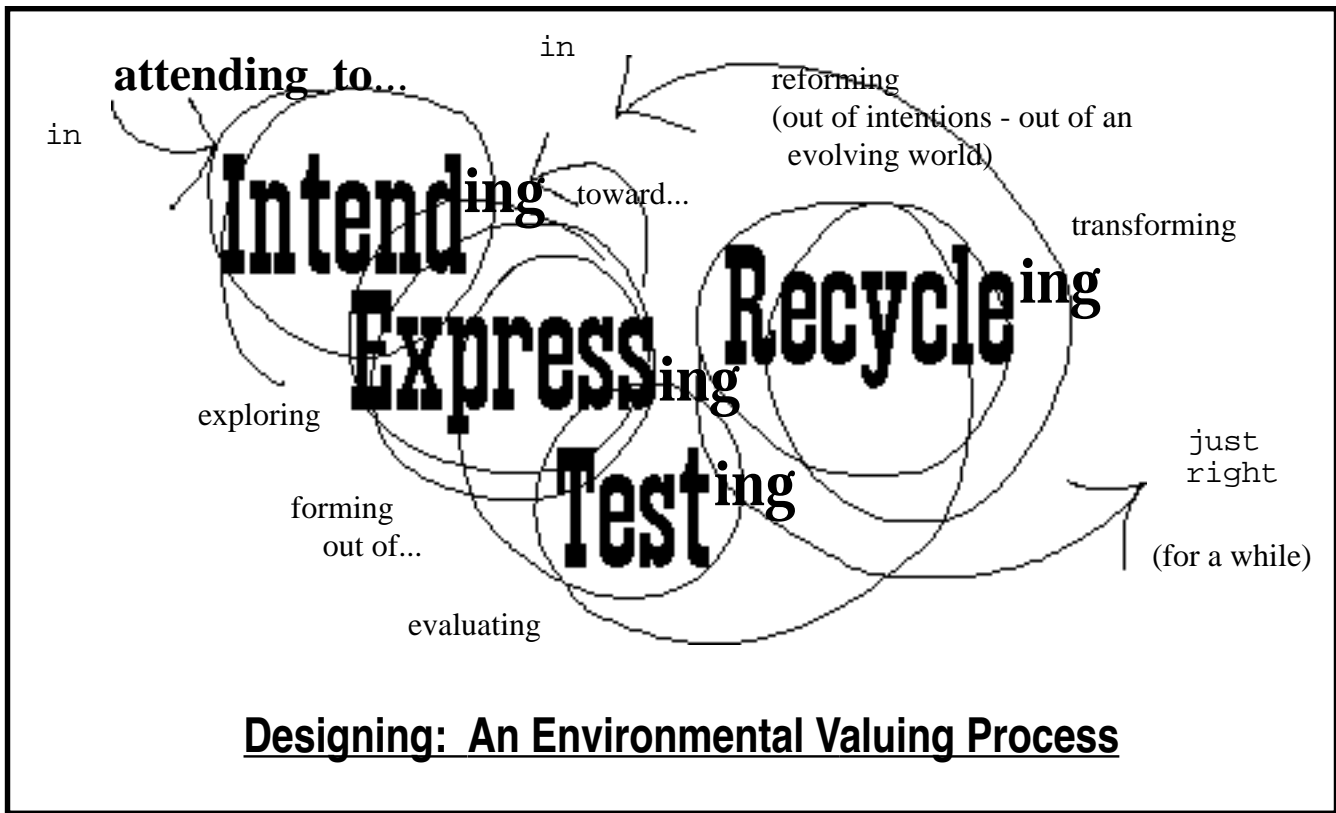 in
attending to...
in
reforming
(out of intentions - out of an
evolving world)
Intending
toward...
transforming
Recycleing
Expressing
exploring
just
right
Testing
forming
out of...
(for a while)
evaluating
Designing: An Environmental Valuing Process